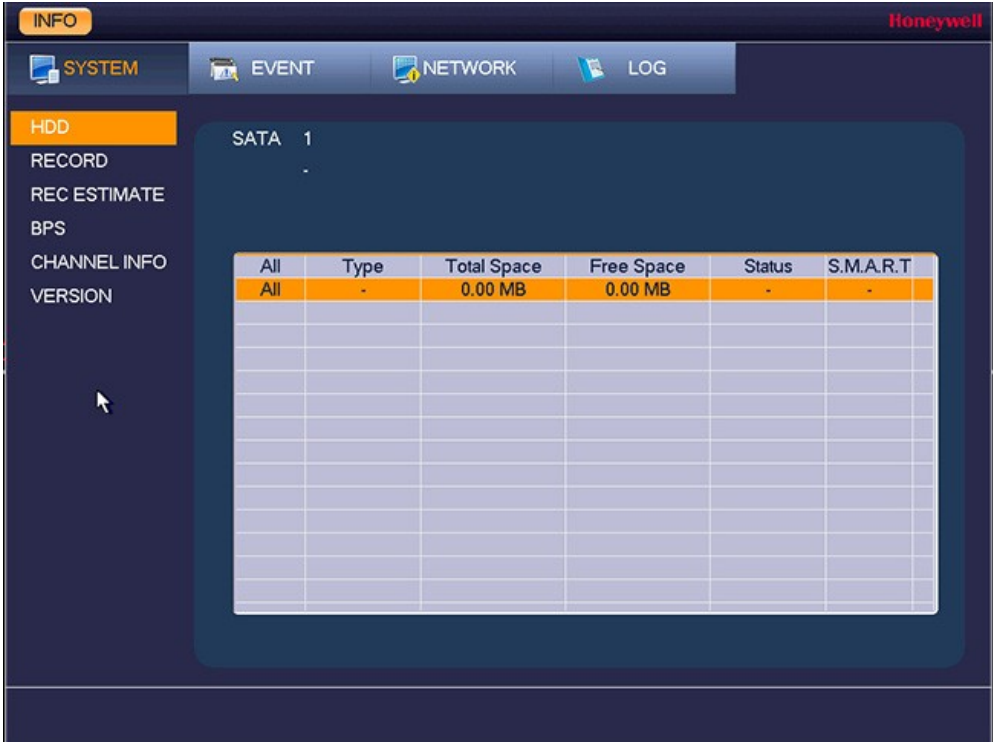 INFO Honeywell
SYSTEM EVENT NETWORK LOG
HDD
RECORD
REC ESTIMATE
BPS
CHANNEL INFO
VERSION
SATA 1
-
All Type Total Space Free Space Status S.M.A.R.T
All - 0.00 MB 0.00 MB - -